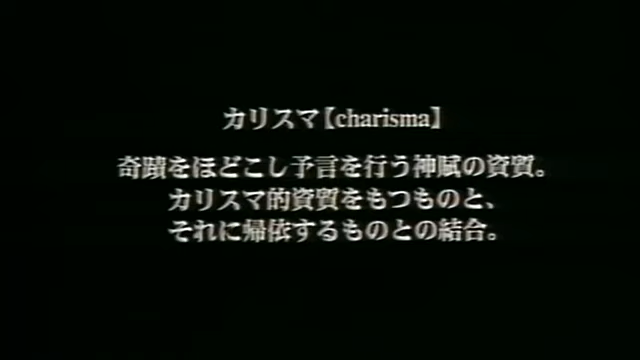 カリスマ【charisma】
奇蹟をほどこし予言を行う神賦の資質。
カリスマ的資質をもつものと、
それに帰依するものとの結合。